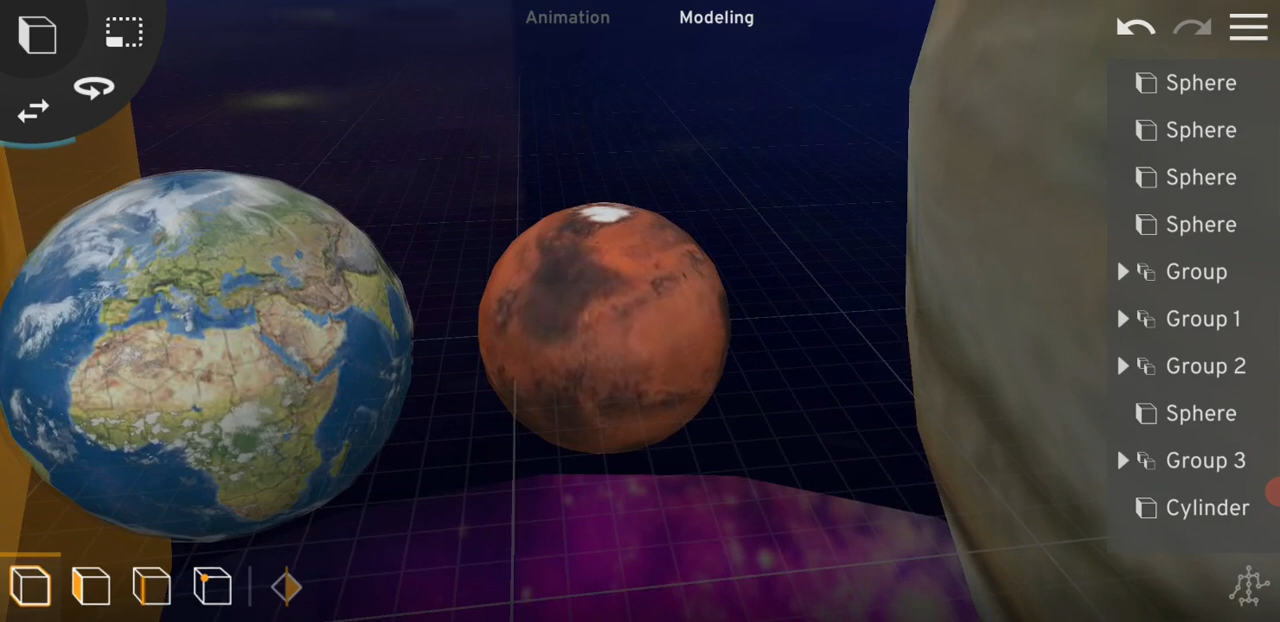 Animation
Modeling
Sphere
Sphere
Sphere
Sphere
Group
Group 1
Group 2
Sphere
Group 3
Cylinder